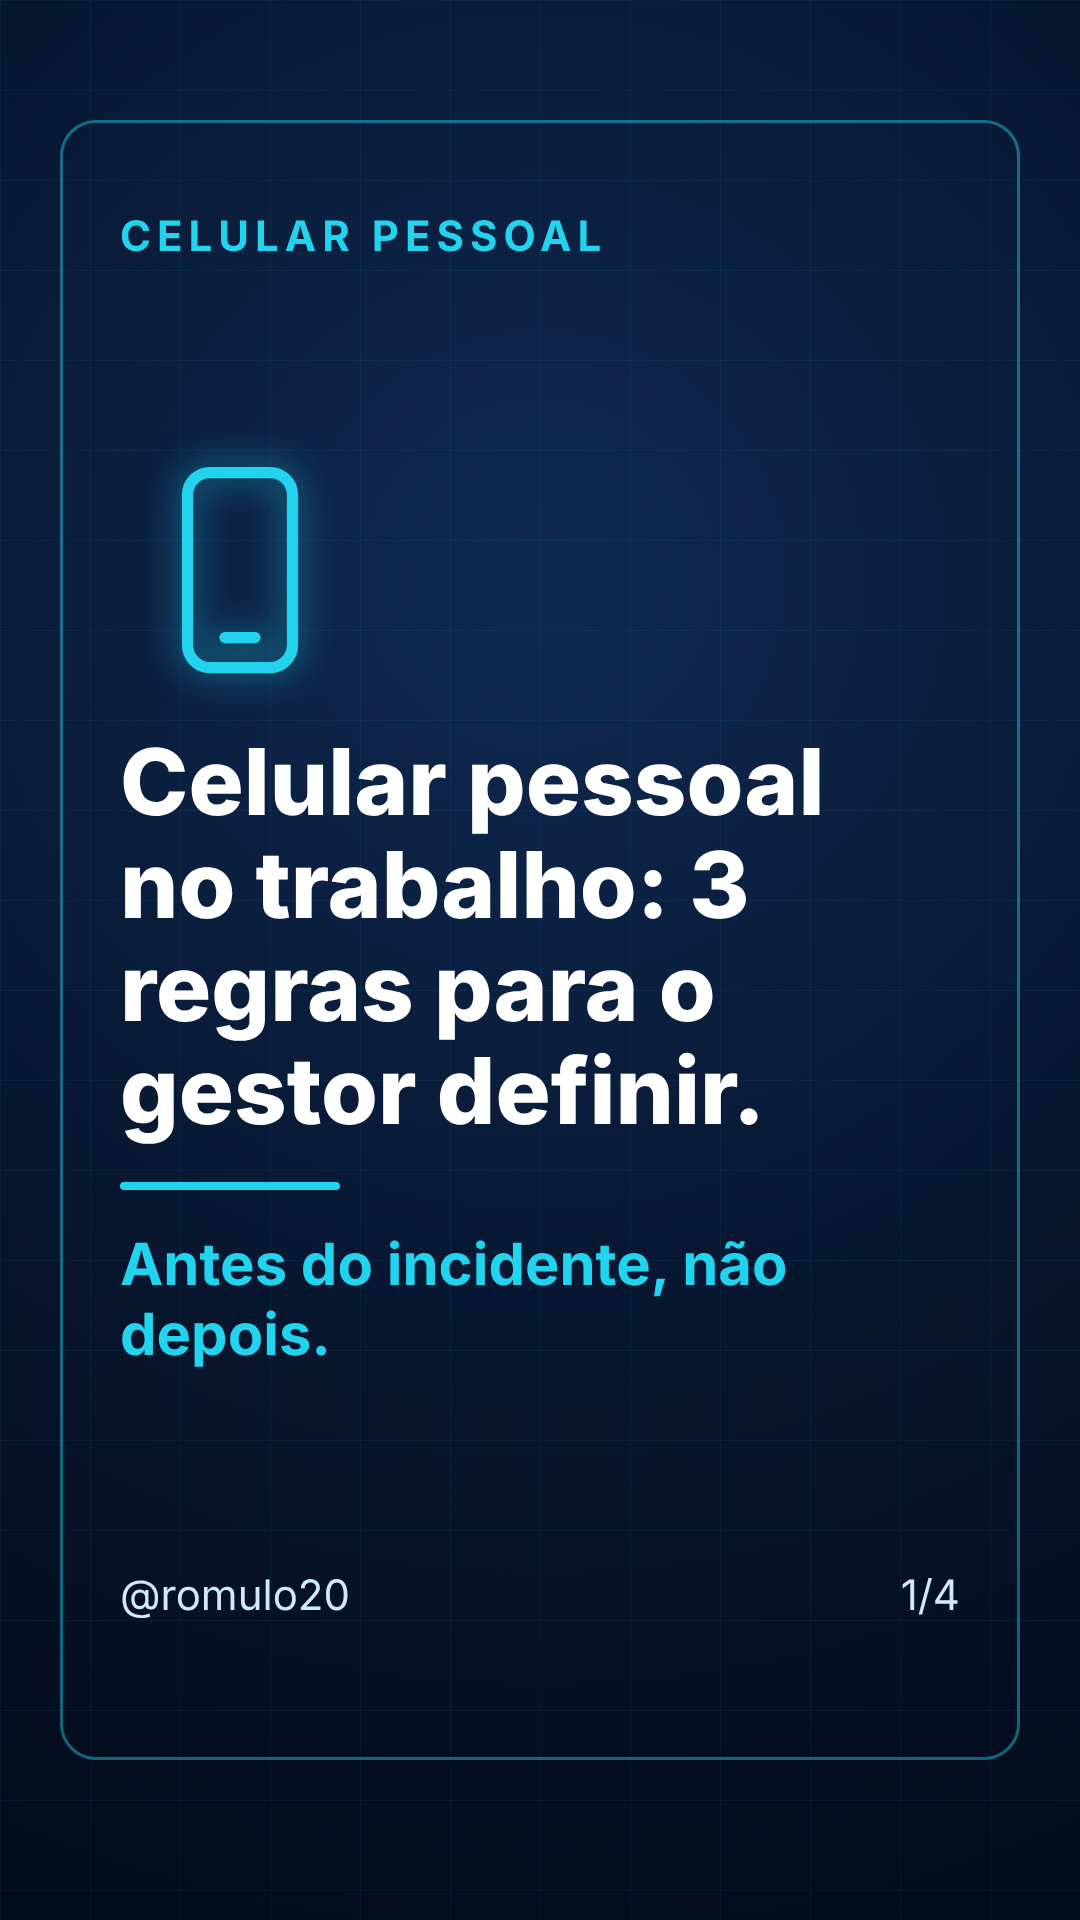 CELULAR PESSOAL
Celular pessoal
no trabalho: 3
regras para o
gestor definir.
Antes do incidente, não
depois.
@romulo20
1/4